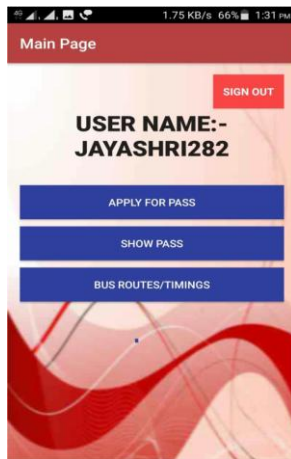 1.75 KB/s 66% 1:31 PM
Main Page
SIGN OUT
USER NAME:-
JAYASHRI282
APPLY FOR PASS
SHOW PASS
BUS ROUTES/TIMINGS